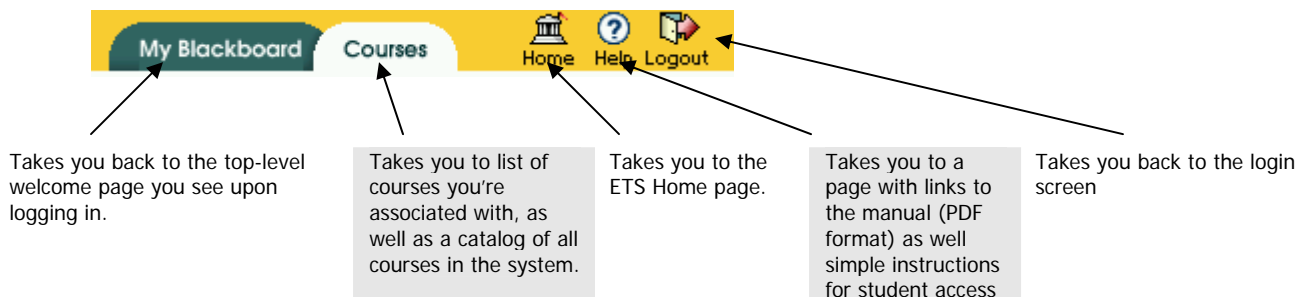 My Blackboard
Courses
Home
Help
Logout
Takes you back to the top-level
welcome page you see upon
logging in.
Takes you to list of
courses you're
associated with, as
well as a catalog of all
courses in the system.
Takes you to the
ETS Home page.
Takes you to a
page with links to
the manual (PDF
format) as well
simple instructions
for student access
Takes you back to the login
screen